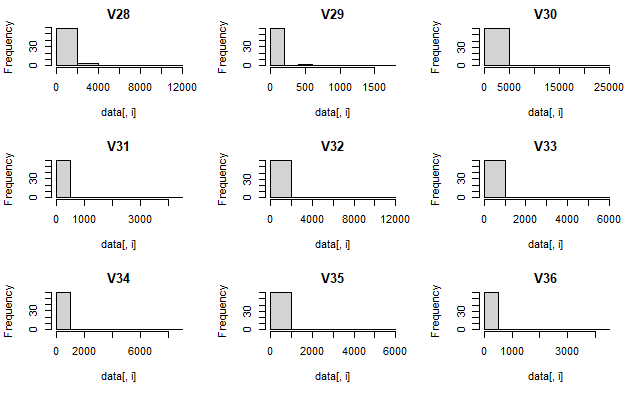 V28 V29 V30
Frequency Frequency Frequency
0 30 0 30 0 30
0 4000 8000 12000 0 500 1000 1500 0 5000 15000 25000
data[, i] data[, i] data[, i]
V31 V32 V33
Frequency Frequency Frequency
0 30 0 30 0 30
0 1000 3000 0 4000 8000 12000 0 2000 4000 6000
data[, i] data[, i] data[, i]
V34 V35 V36
Frequency Frequency Frequency
0 30 0 30 0 30
0 2000 6000 0 2000 4000 6000 0 1000 3000
data[, i] data[, i] data[, i]